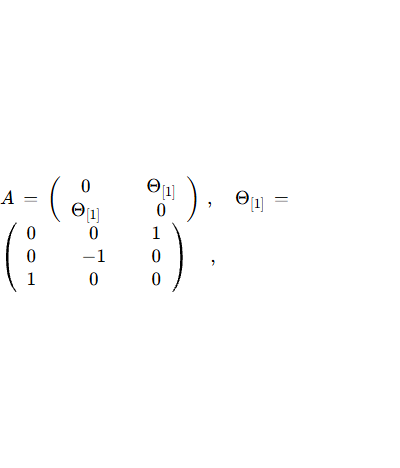 A = ( 0 Θ[1] ; Θ[1] 0 ) , Θ[1] =
( 0 0 1 ; 0 −1 0 ; 1 0 0 ) ,